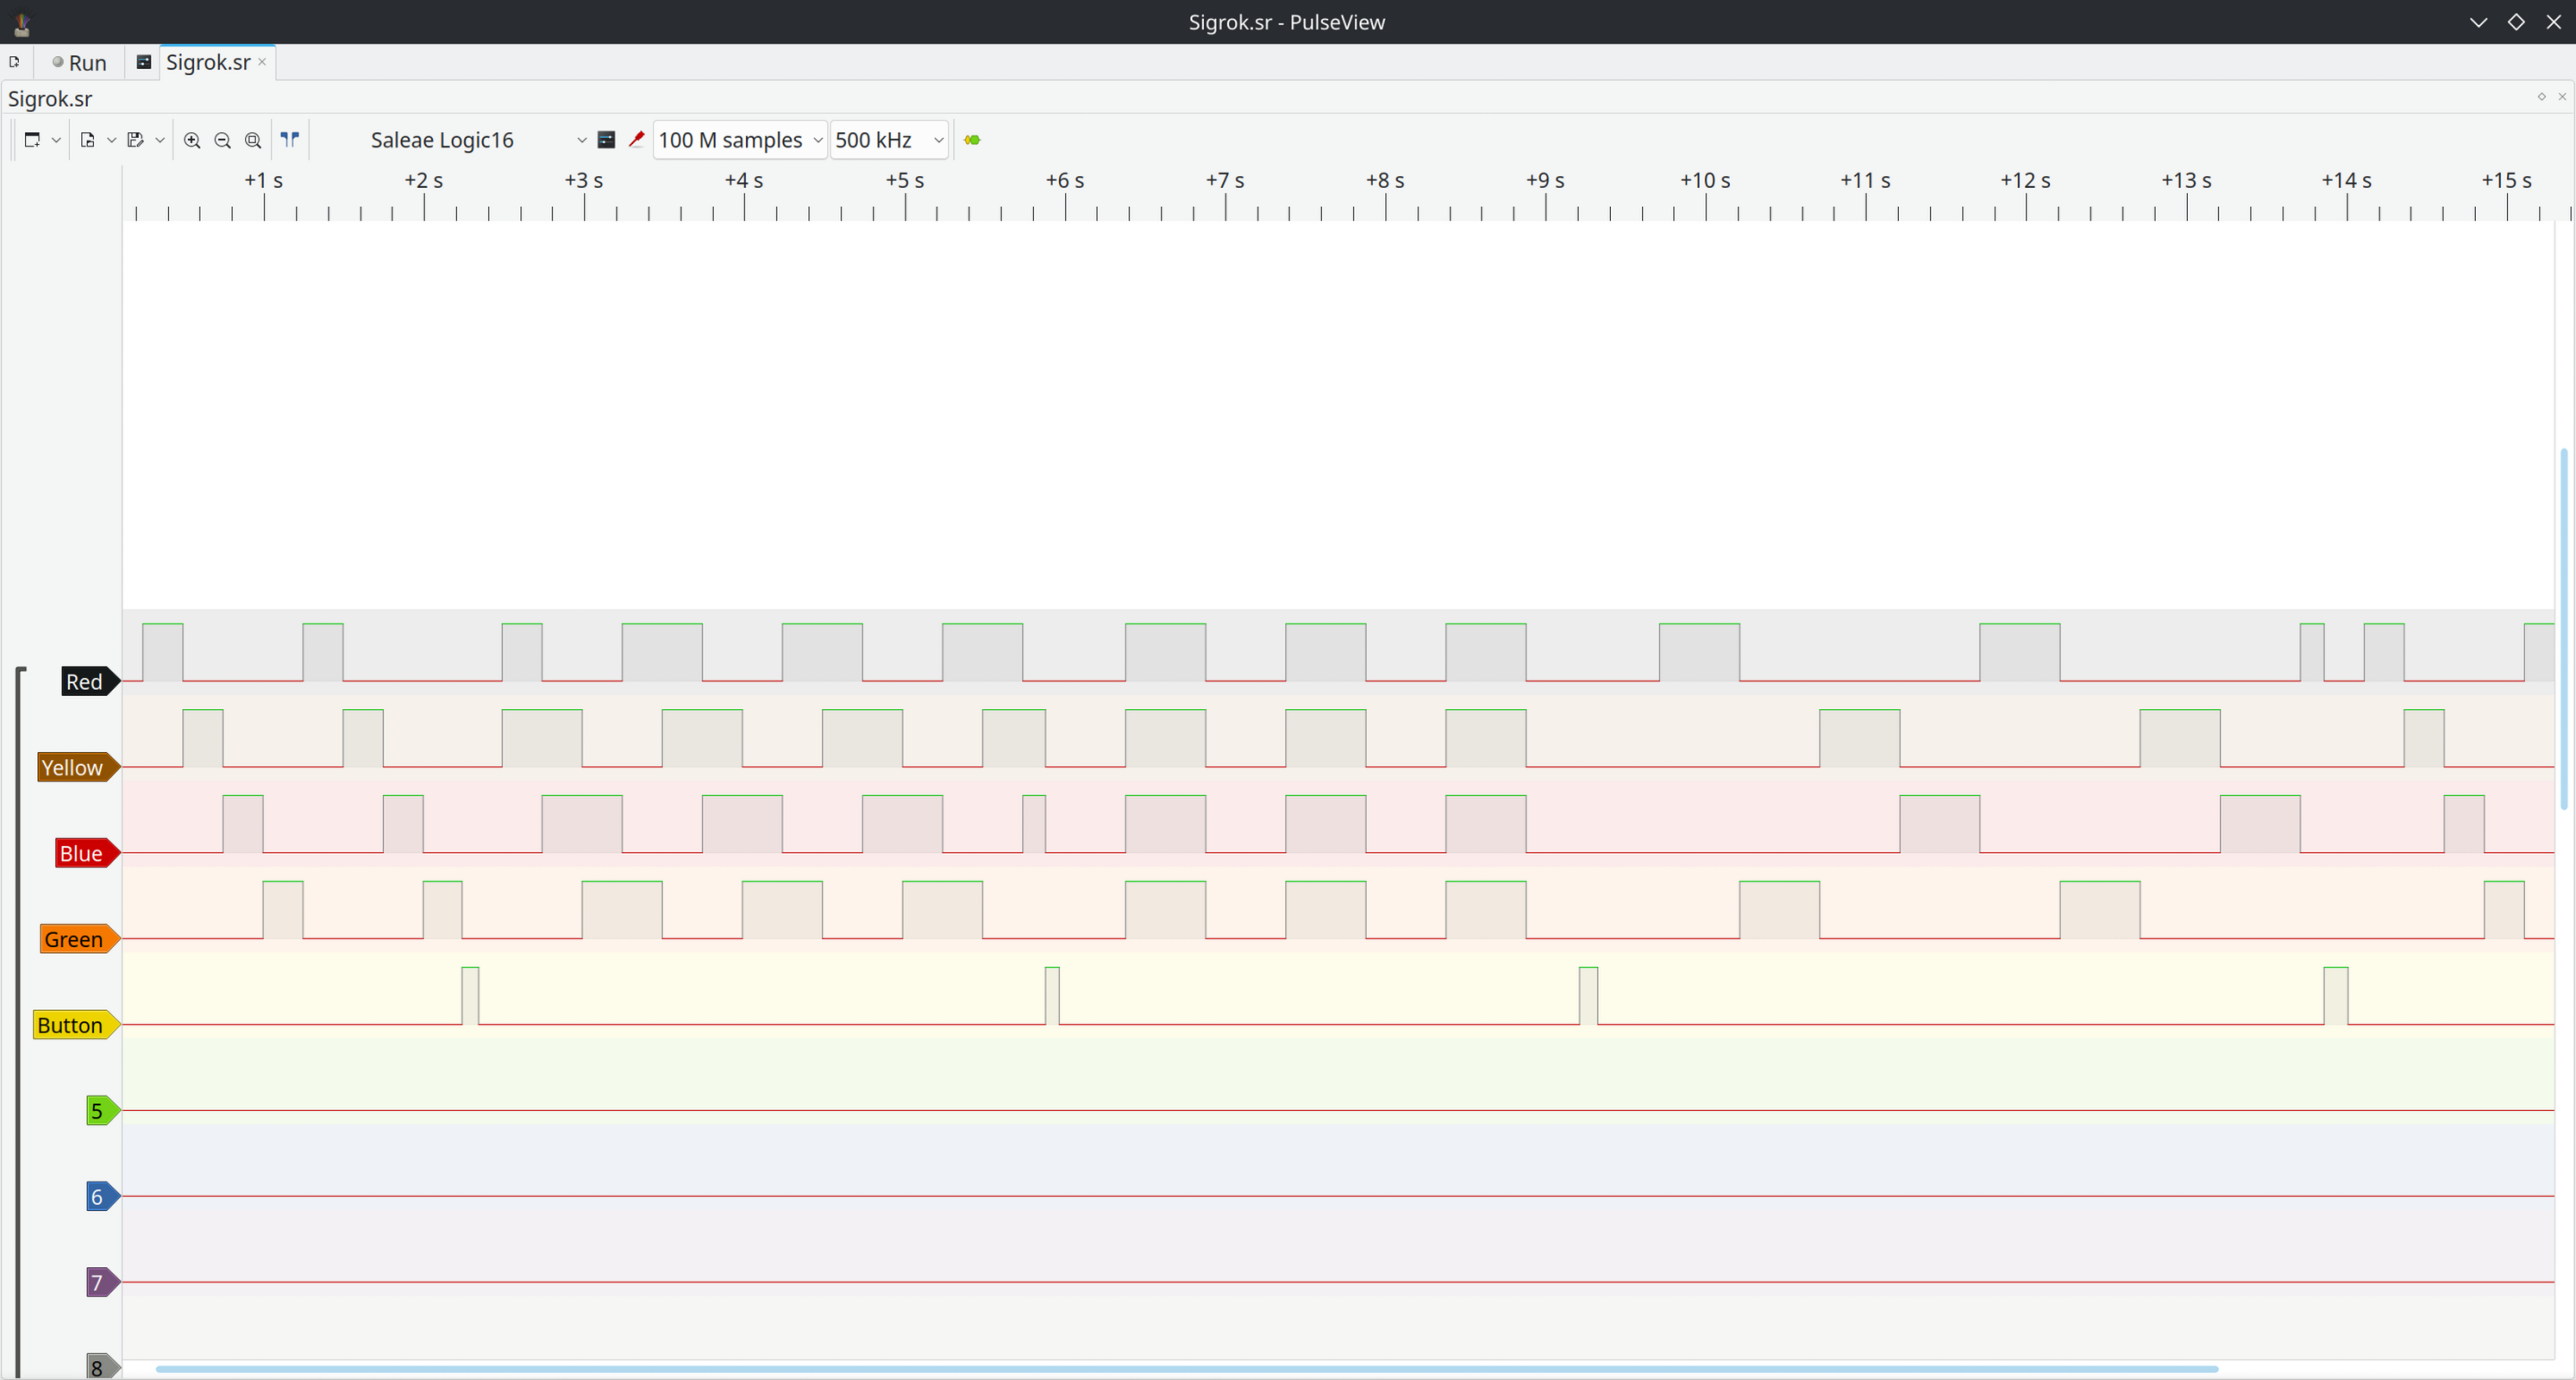 Sigrok.sr - PulseView
Run Sigrok.sr
Sigrok.sr
Saleae Logic16 100 M samples 500 kHz
+1 s +2 s +3 s +4 s +5 s +6 s +7 s +8 s +9 s +10 s +11 s +12 s +13 s +14 s +15 s
Red
Yellow
Blue
Green
Button
5
6
7
8